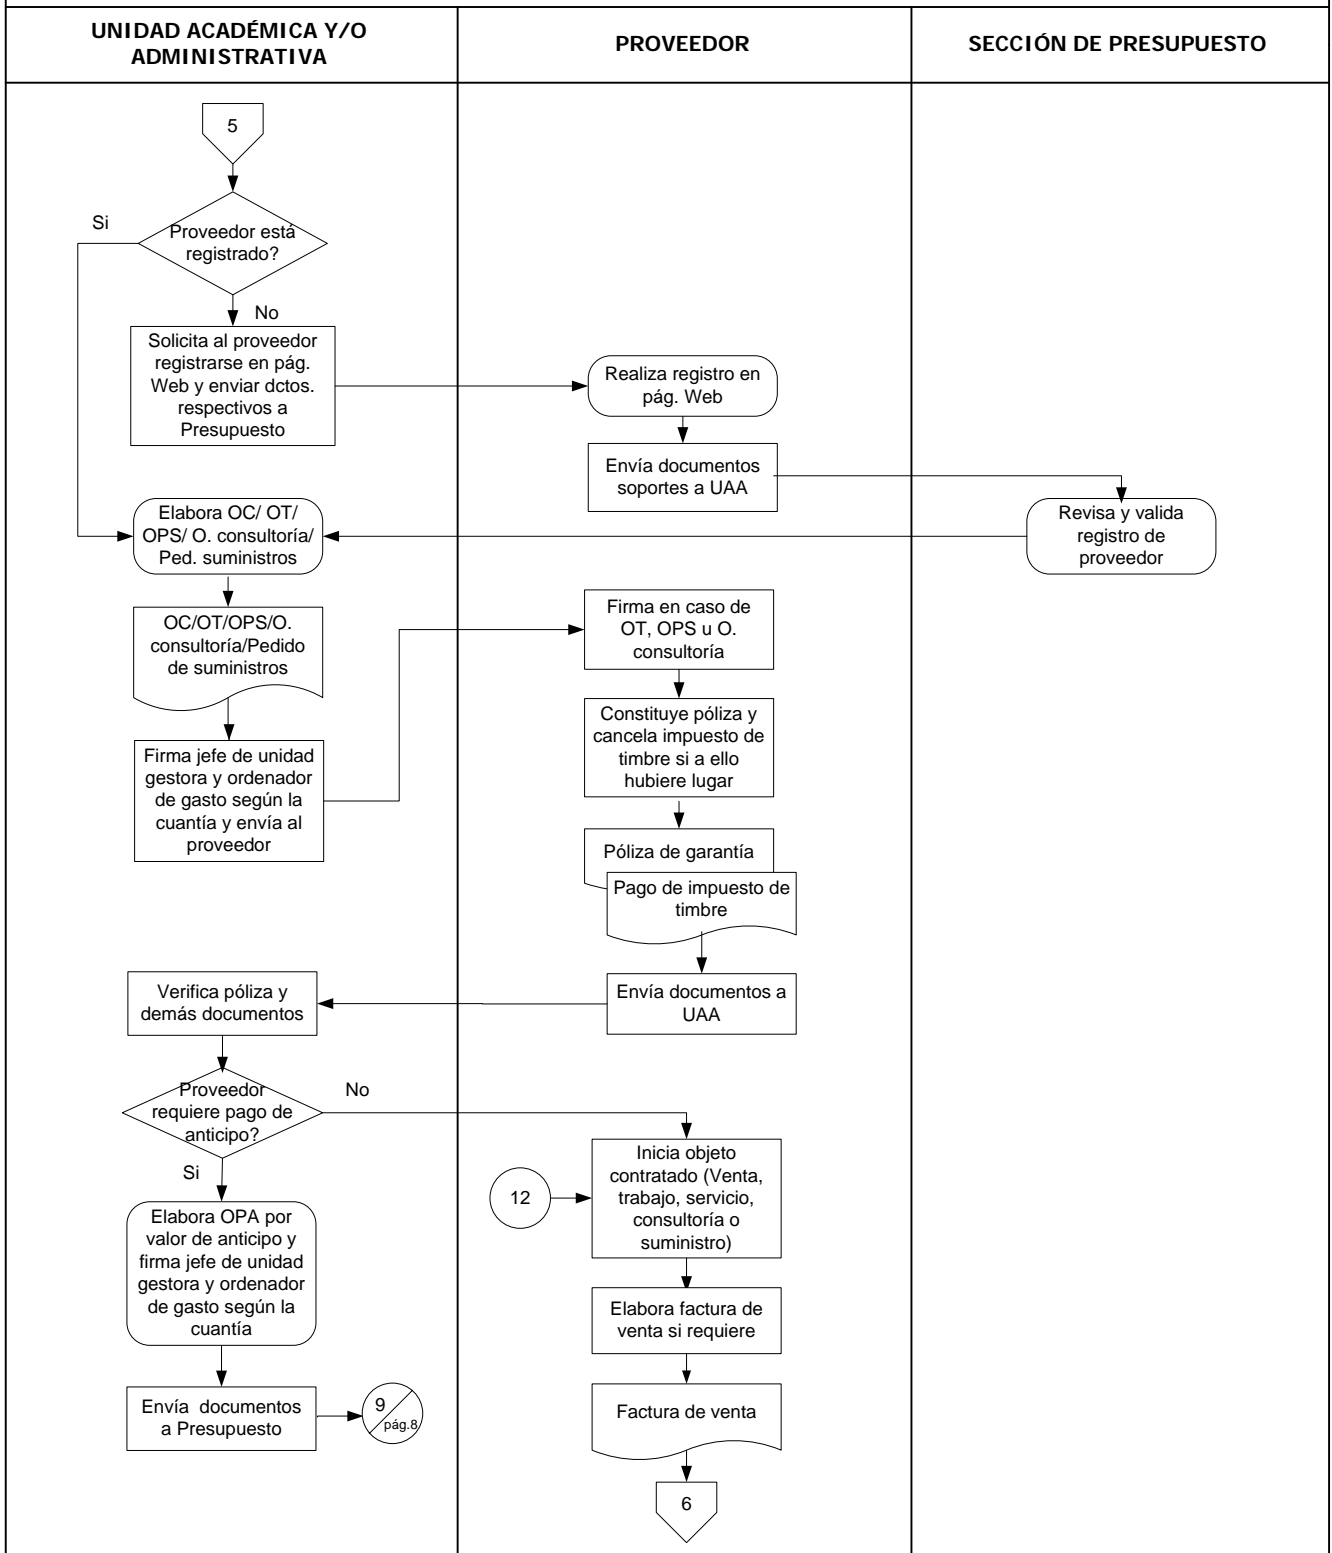 UNIDAD ACADÉMICA Y/O
ADMINISTRATIVA
PROVEEDOR
SECCIÓN DE PRESUPUESTO
5
Si
Proveedor está
registrado?
No
Solicita al proveedor
registrarse en pág.
Web y enviar dctos.
respectivos a
Presupuesto
Realiza registro en
pág. Web
Envía documentos
soportes a UAA
Revisa y valida
registro de
proveedor
Elabora OC/ OT/
OPS/ O. consultoría/
Ped. suministros
OC/OT/OPS/O.
consultoría/Pedido
de suministros
Firma jefe de unidad
gestora y ordenador
de gasto según la
cuantía y envía al
proveedor
Firma en caso de
OT, OPS u O.
consultoría
Constituye póliza y
cancela impuesto de
timbre si a ello
hubiere lugar
Póliza de garantía
Pago de impuesto de
timbre
Envía documentos a
UAA
Verifica póliza y
demás documentos
Proveedor
requiere pago de
anticipo?
No
Si
Elabora OPA por
valor de anticipo y
firma jefe de unidad
gestora y ordenador
de gasto según la
cuantía
Envía documentos
a Presupuesto
9
pág.8
12
Inicia objeto
contratado (Venta,
trabajo, servicio,
consultoría o
suministro)
Elabora factura de
venta si requiere
Factura de venta
6